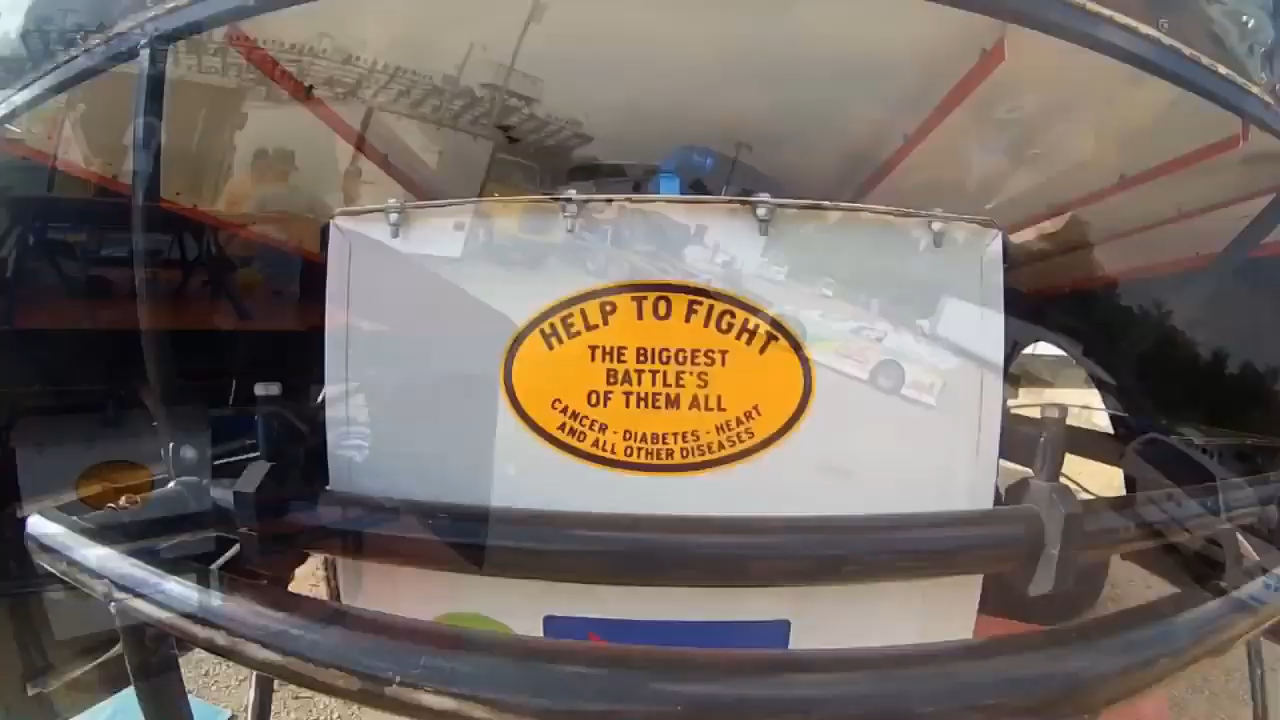 HELP TO FIGHT
THE BIGGEST
BATTLE'S
OF THEM ALL
CANCER - DIABETES - HEART
AND ALL OTHER DISEASES